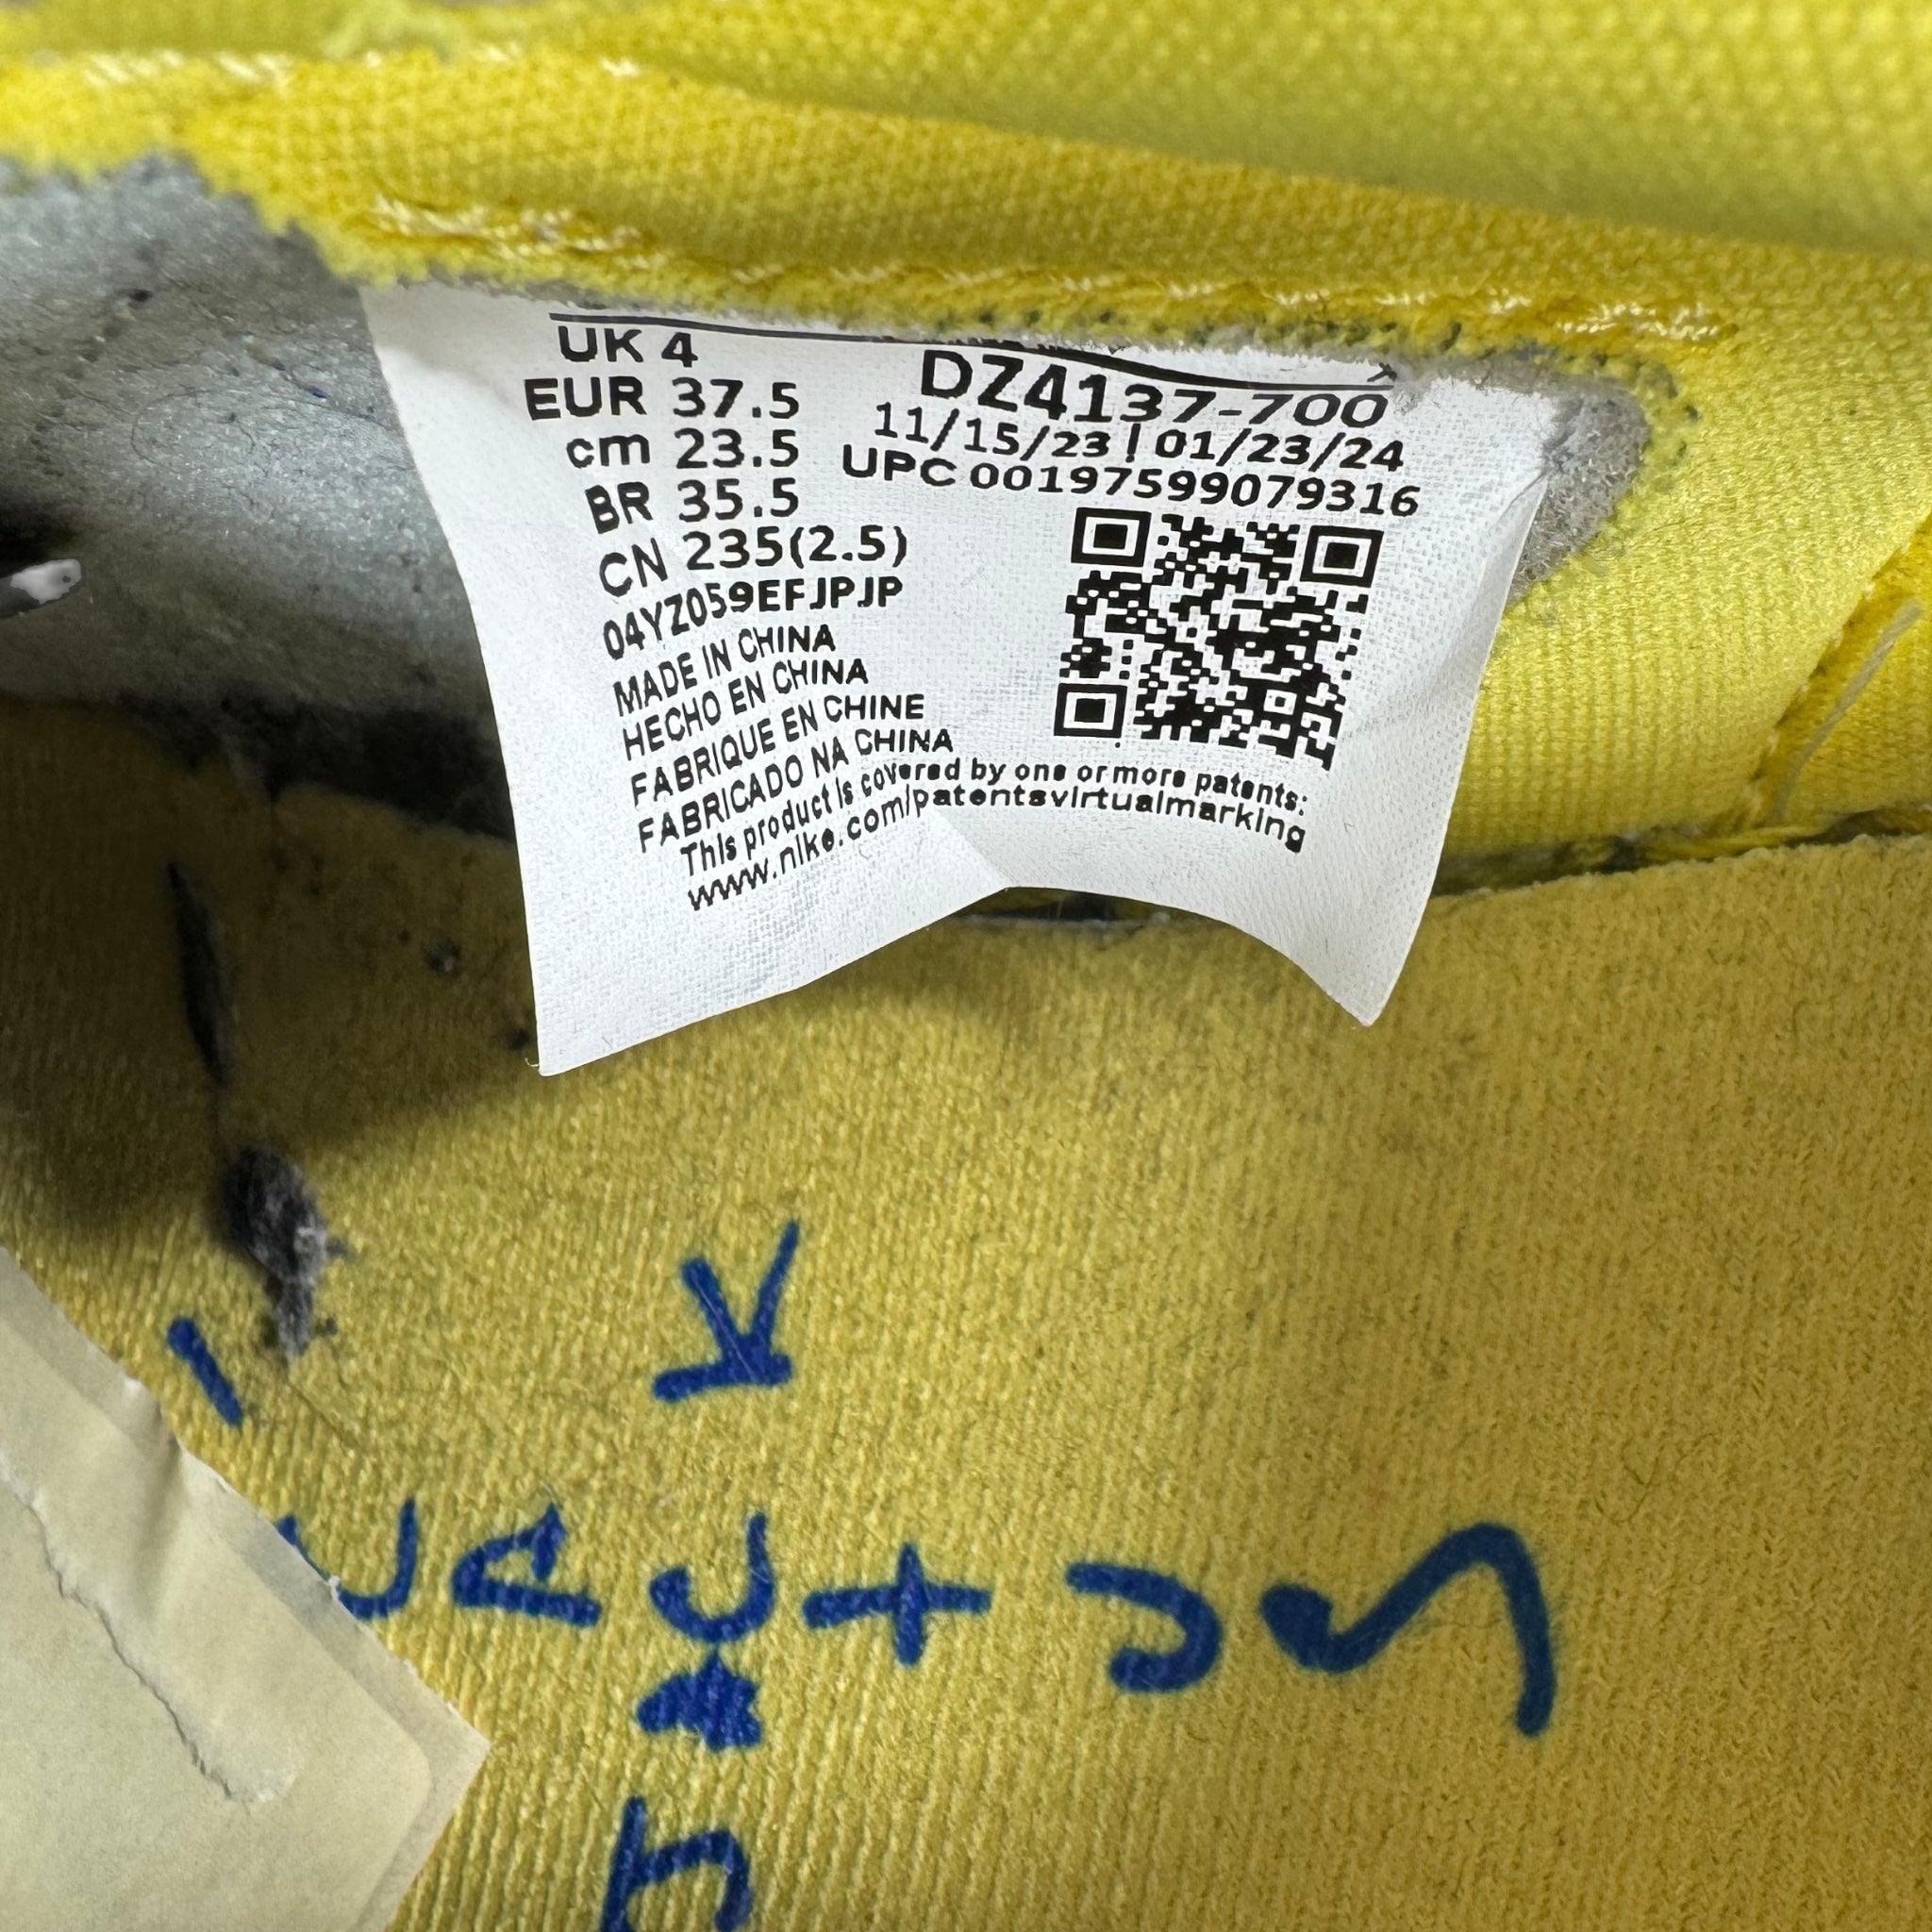 UK 4
EUR 37.5
cm 23.5
BR 35.5
CN 235(2.5)
04YZ059EFJPJP
MADE IN CHINA
HECHO EN CHINA
FABRIQUE EN CHINE
FABRICADO NA CHINA
This product is covered by one or more patents:
www.nike.com/patentsvirtualmarking
DZ4137-700
11/15/23 | 01/23/24
UPC 00197599079316